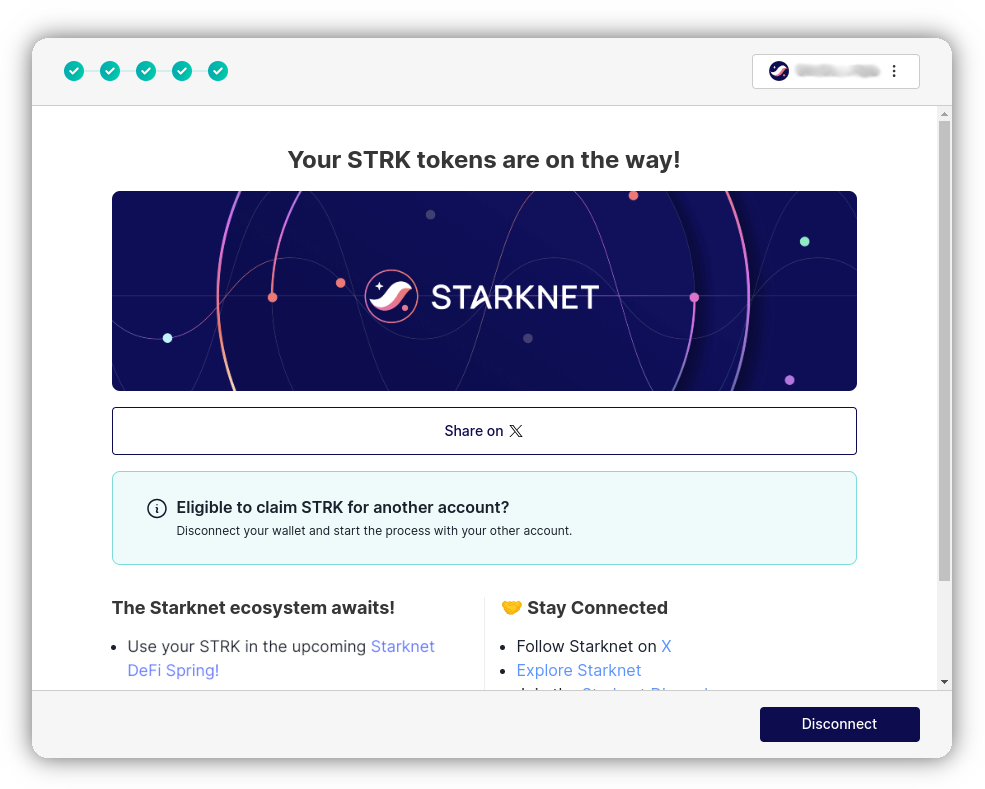 Your STRK tokens are on the way!
STARKNET
Share on X
Eligible to claim STRK for another account?
Disconnect your wallet and start the process with your other account.
The Starknet ecosystem awaits!
• Use your STRK in the upcoming Starknet
DeFi Spring!
🤝 Stay Connected
• Follow Starknet on X
• Explore Starknet
Disconnect